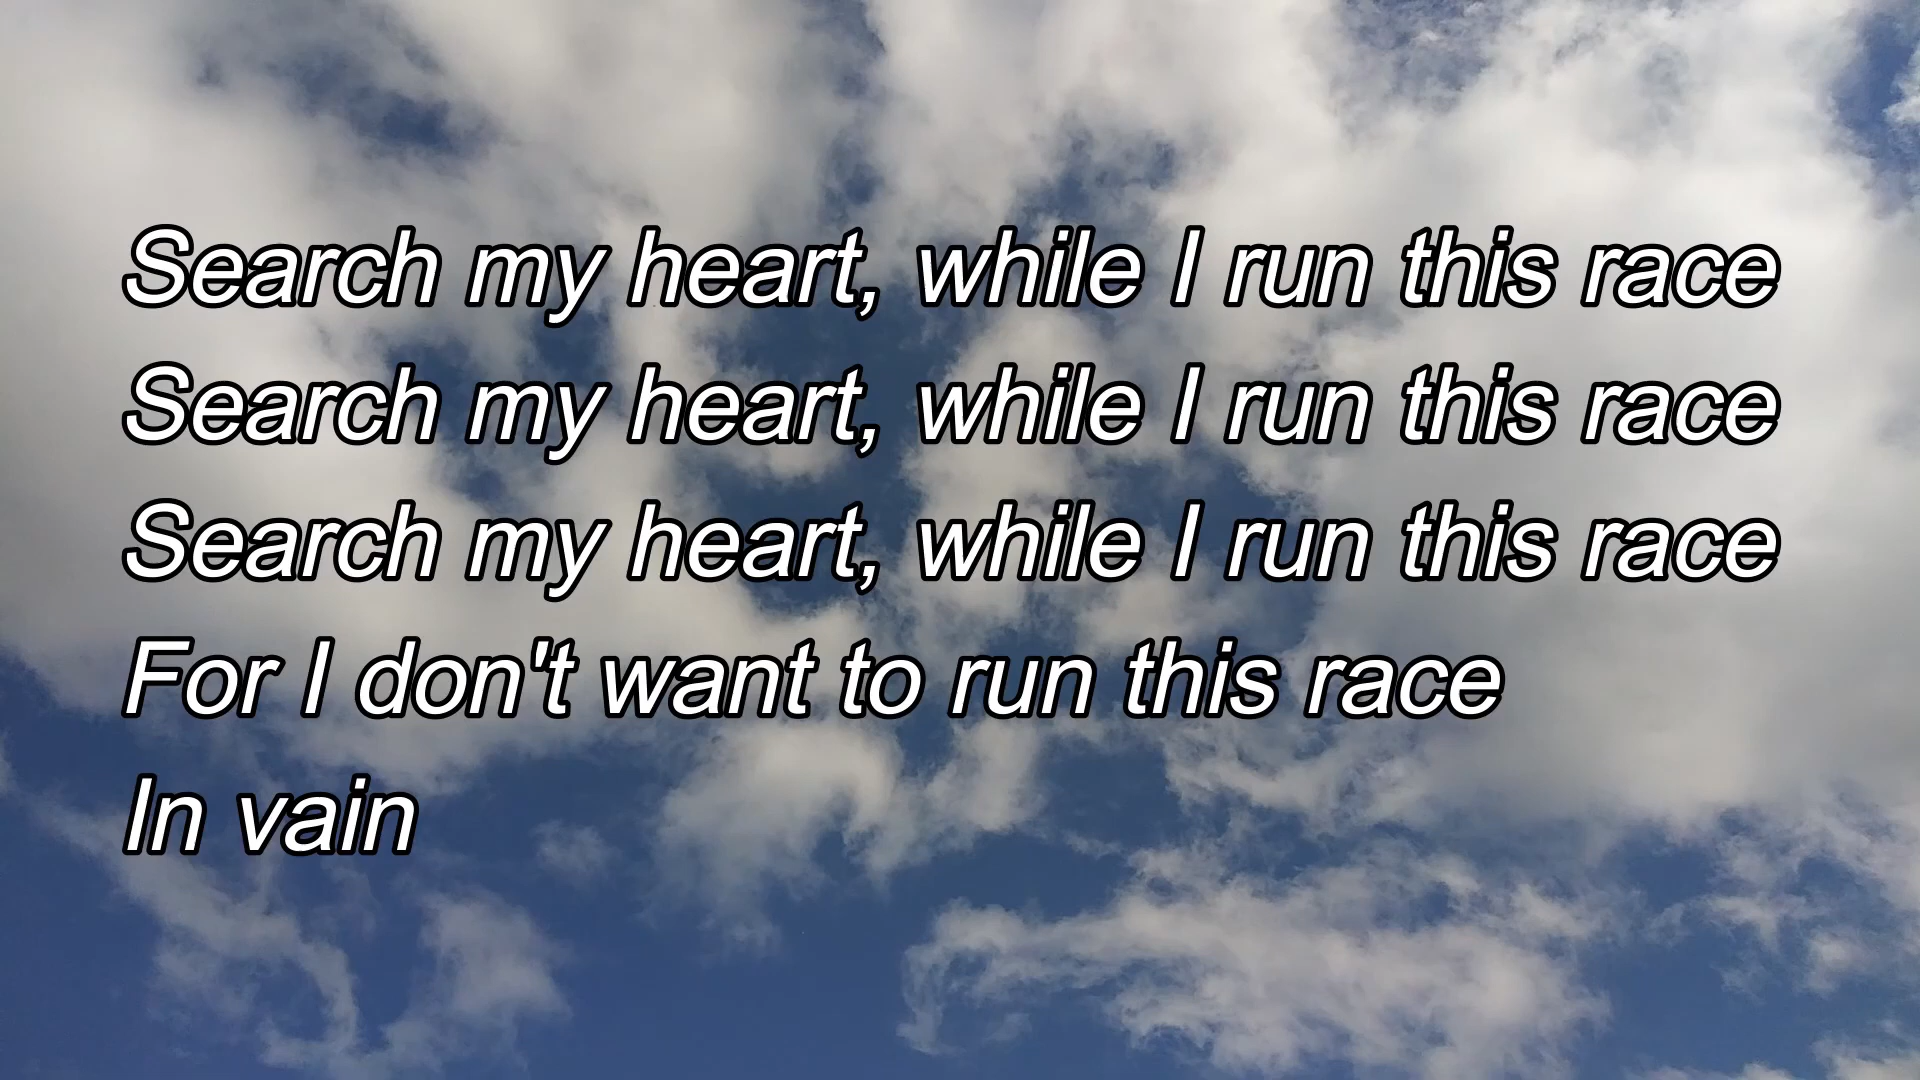 Search my heart, while I run this race
Search my heart, while I run this race
Search my heart, while I run this race
For I don't want to run this race
In vain